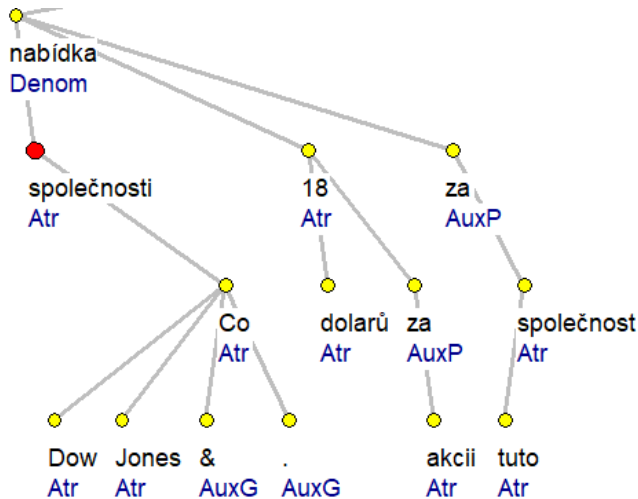 nabídka
Denom
společnosti 18 za
Atr Atr AuxP
Co dolarů za společnost
Atr Atr AuxP Atr
Dow Jones & . akcii tuto
Atr Atr AuxG AuxG Atr Atr